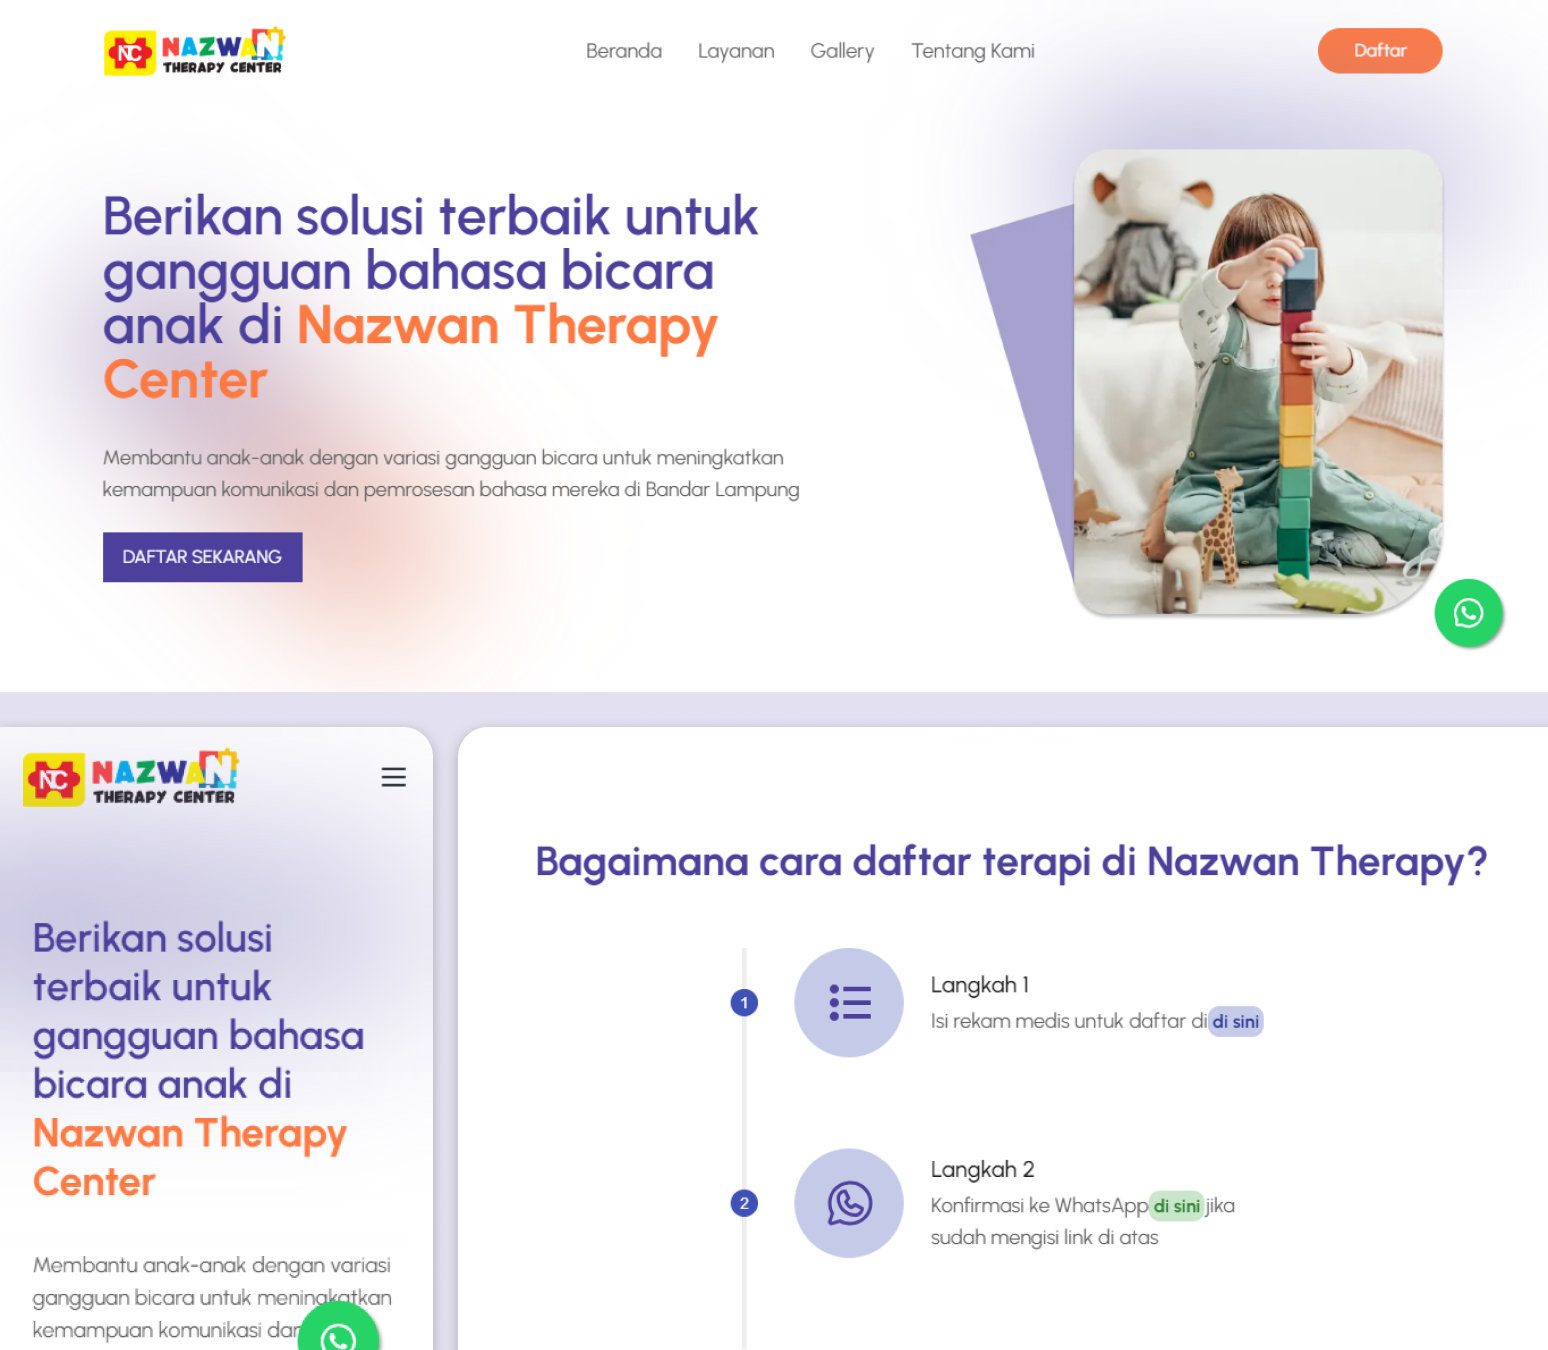 NC NAZWAN
THERAPY CENTER
Beranda Layanan Gallery Tentang Kami
Daftar
Berikan solusi terbaik untuk
gangguan bahasa bicara
anak di Nazwan Therapy
Center
Membantu anak-anak dengan variasi gangguan bicara untuk meningkatkan
kemampuan komunikasi dan pemrosesan bahasa mereka di Bandar Lampung
DAFTAR SEKARANG
NTC NAZWAN
THERAPY CENTER
Berikan solusi
terbaik untuk
gangguan bahasa
bicara anak di
Nazwan Therapy
Center
Membantu anak-anak dengan variasi
gangguan bicara untuk meningkatkan
kemampuan komunikasi dan
Bagaimana cara daftar terapi di Nazwan Therapy?
1
Langkah 1
Isi rekam medis untuk daftar di di sini
2
Langkah 2
Konfirmasi ke WhatsApp di sini jika
sudah mengisi link di atas